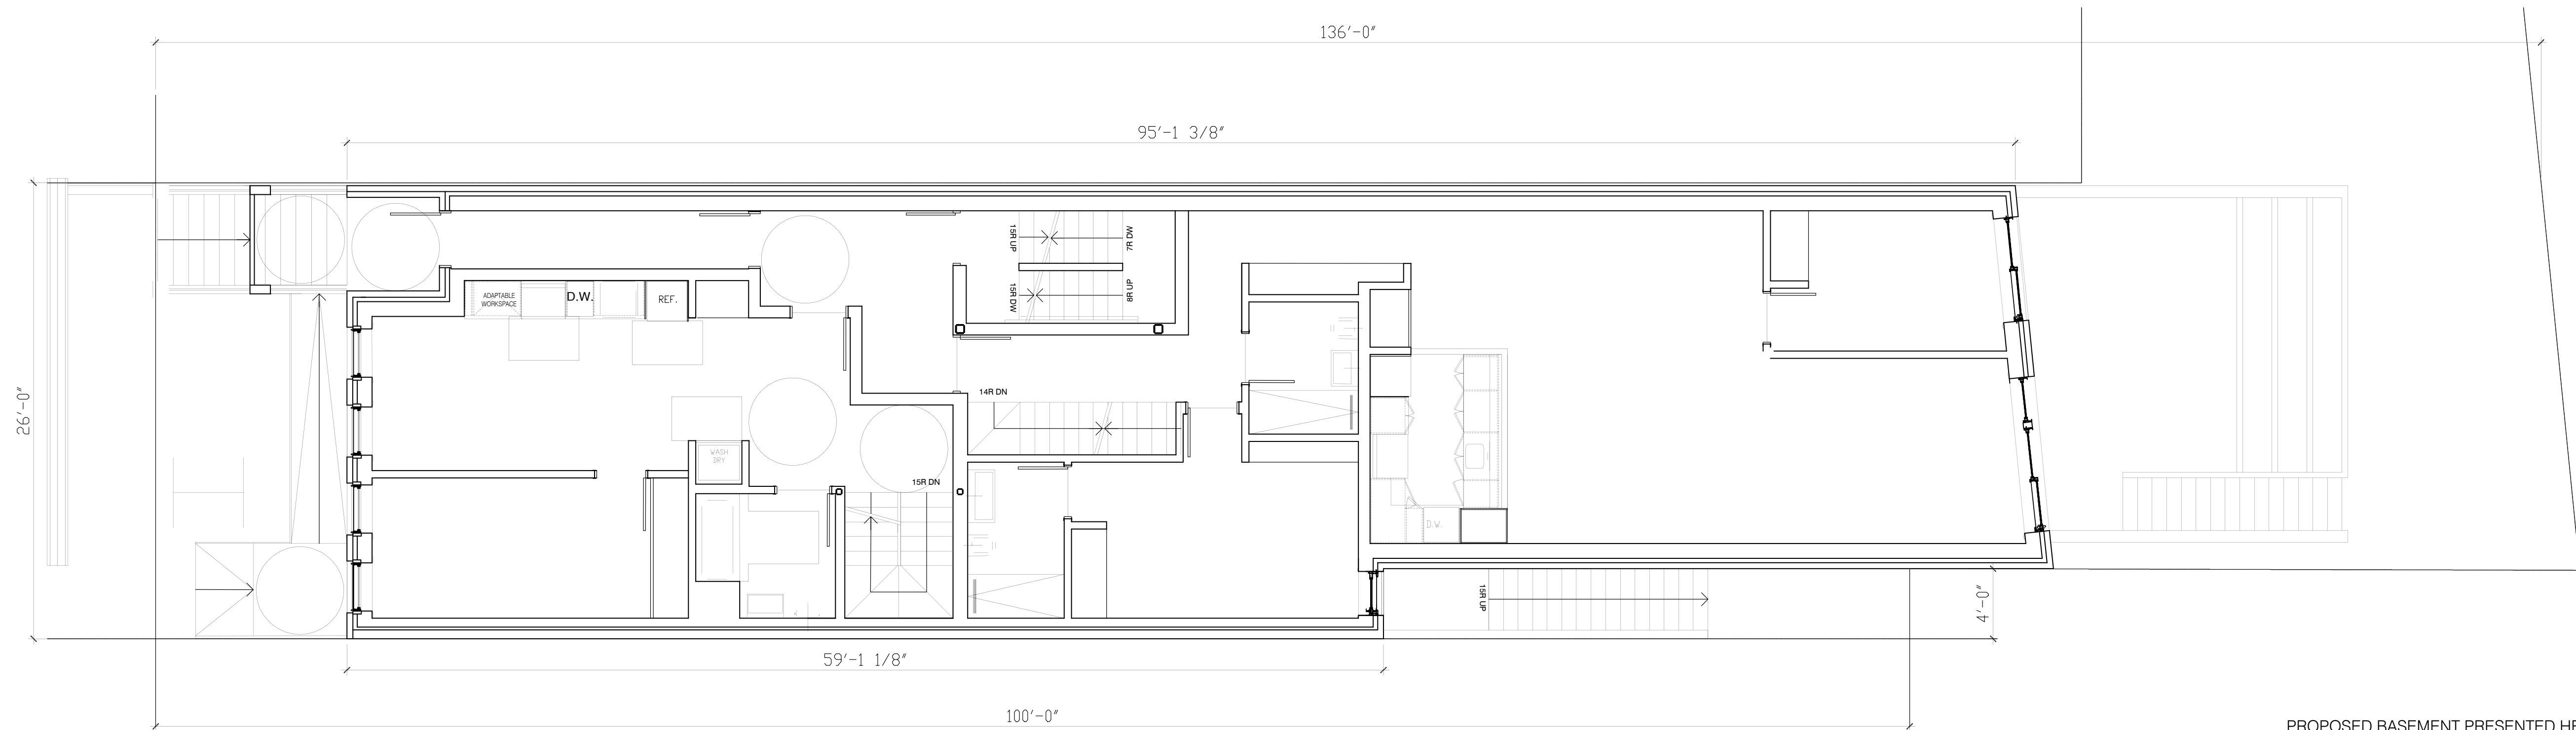 136'-0"
95'-1 3/8"
15R UP
7R DW
15R DW
8R UP
ADAPTABLE
WORKSPACE
D.W.
REF.
26'-0"
14R DN
WASH
DRY
15R DN
D.W.
15R UP
4'-0"
59'-1 1/8"
100'-0"
PROPOSED BASEMENT PRESENTED HE